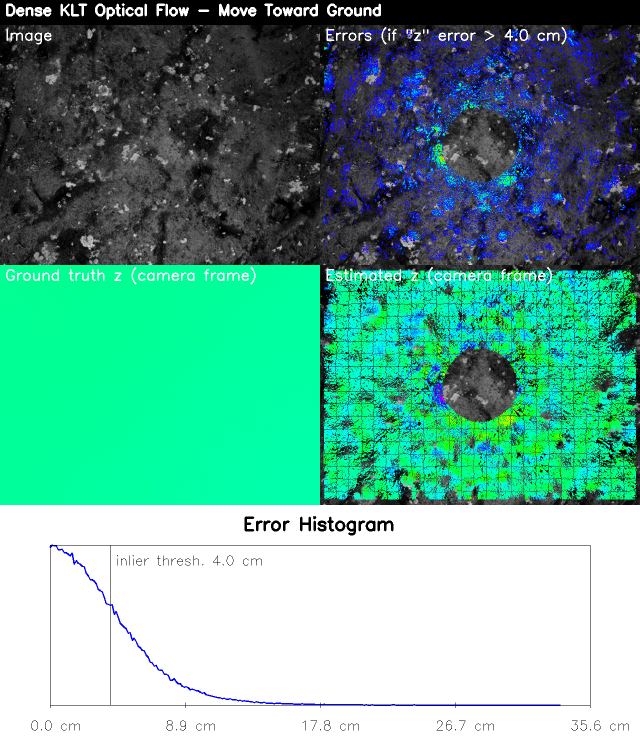 Dense KLT Optical Flow – Move Toward Ground
Image
Errors (if "z" error > 4.0 cm)
Ground truth z (camera frame)
Estimated z (camera frame)
Error Histogram
inlier thresh. 4.0 cm
0.0 cm 8.9 cm 17.8 cm 26.7 cm 35.6 cm